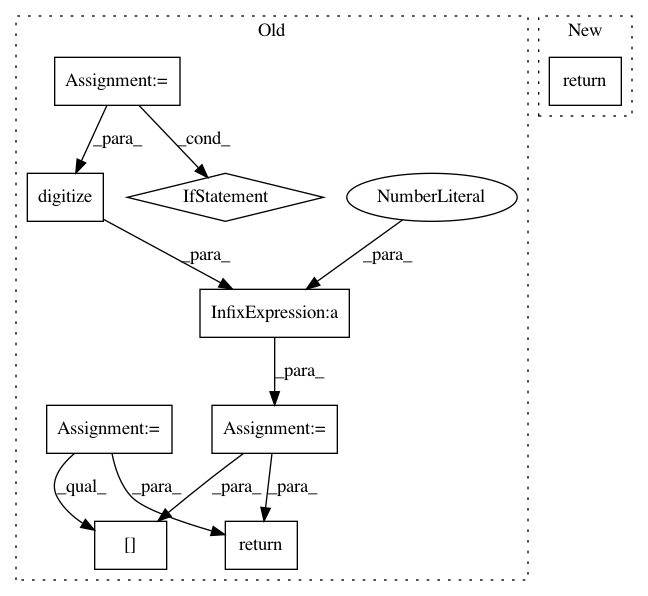 Old
New
Assignment:=
return
_para_
_cond_
digitize
IfStatement
NumberLiteral
_para_
_para_
InfixExpression:a
_para_
Assignment:=
Assignment:=
_qual_
_para_
_para_
_para_
[]
return